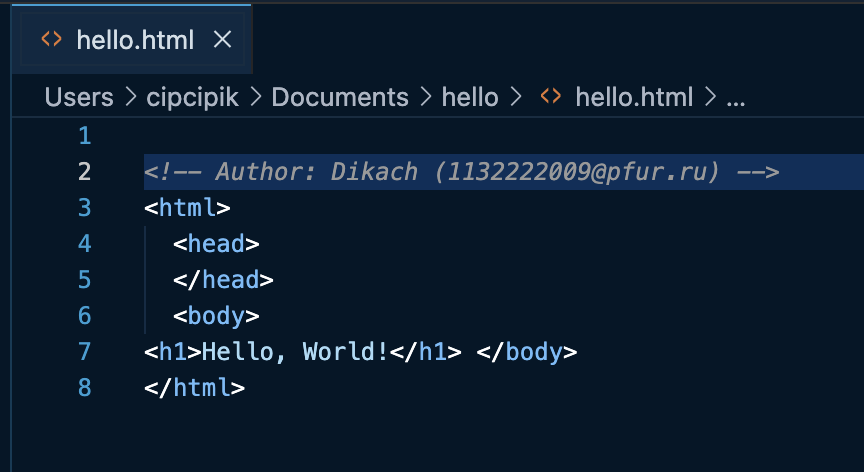 <> hello.html ×
Users > cipcipik > Documents > hello > <> hello.html > ...
1
2 <!-- Author: Dikach (1132222009@pfur.ru) -->
3 <html>
4   <head>
5   </head>
6   <body>
7 <h1>Hello, World!</h1> </body>
8 </html>